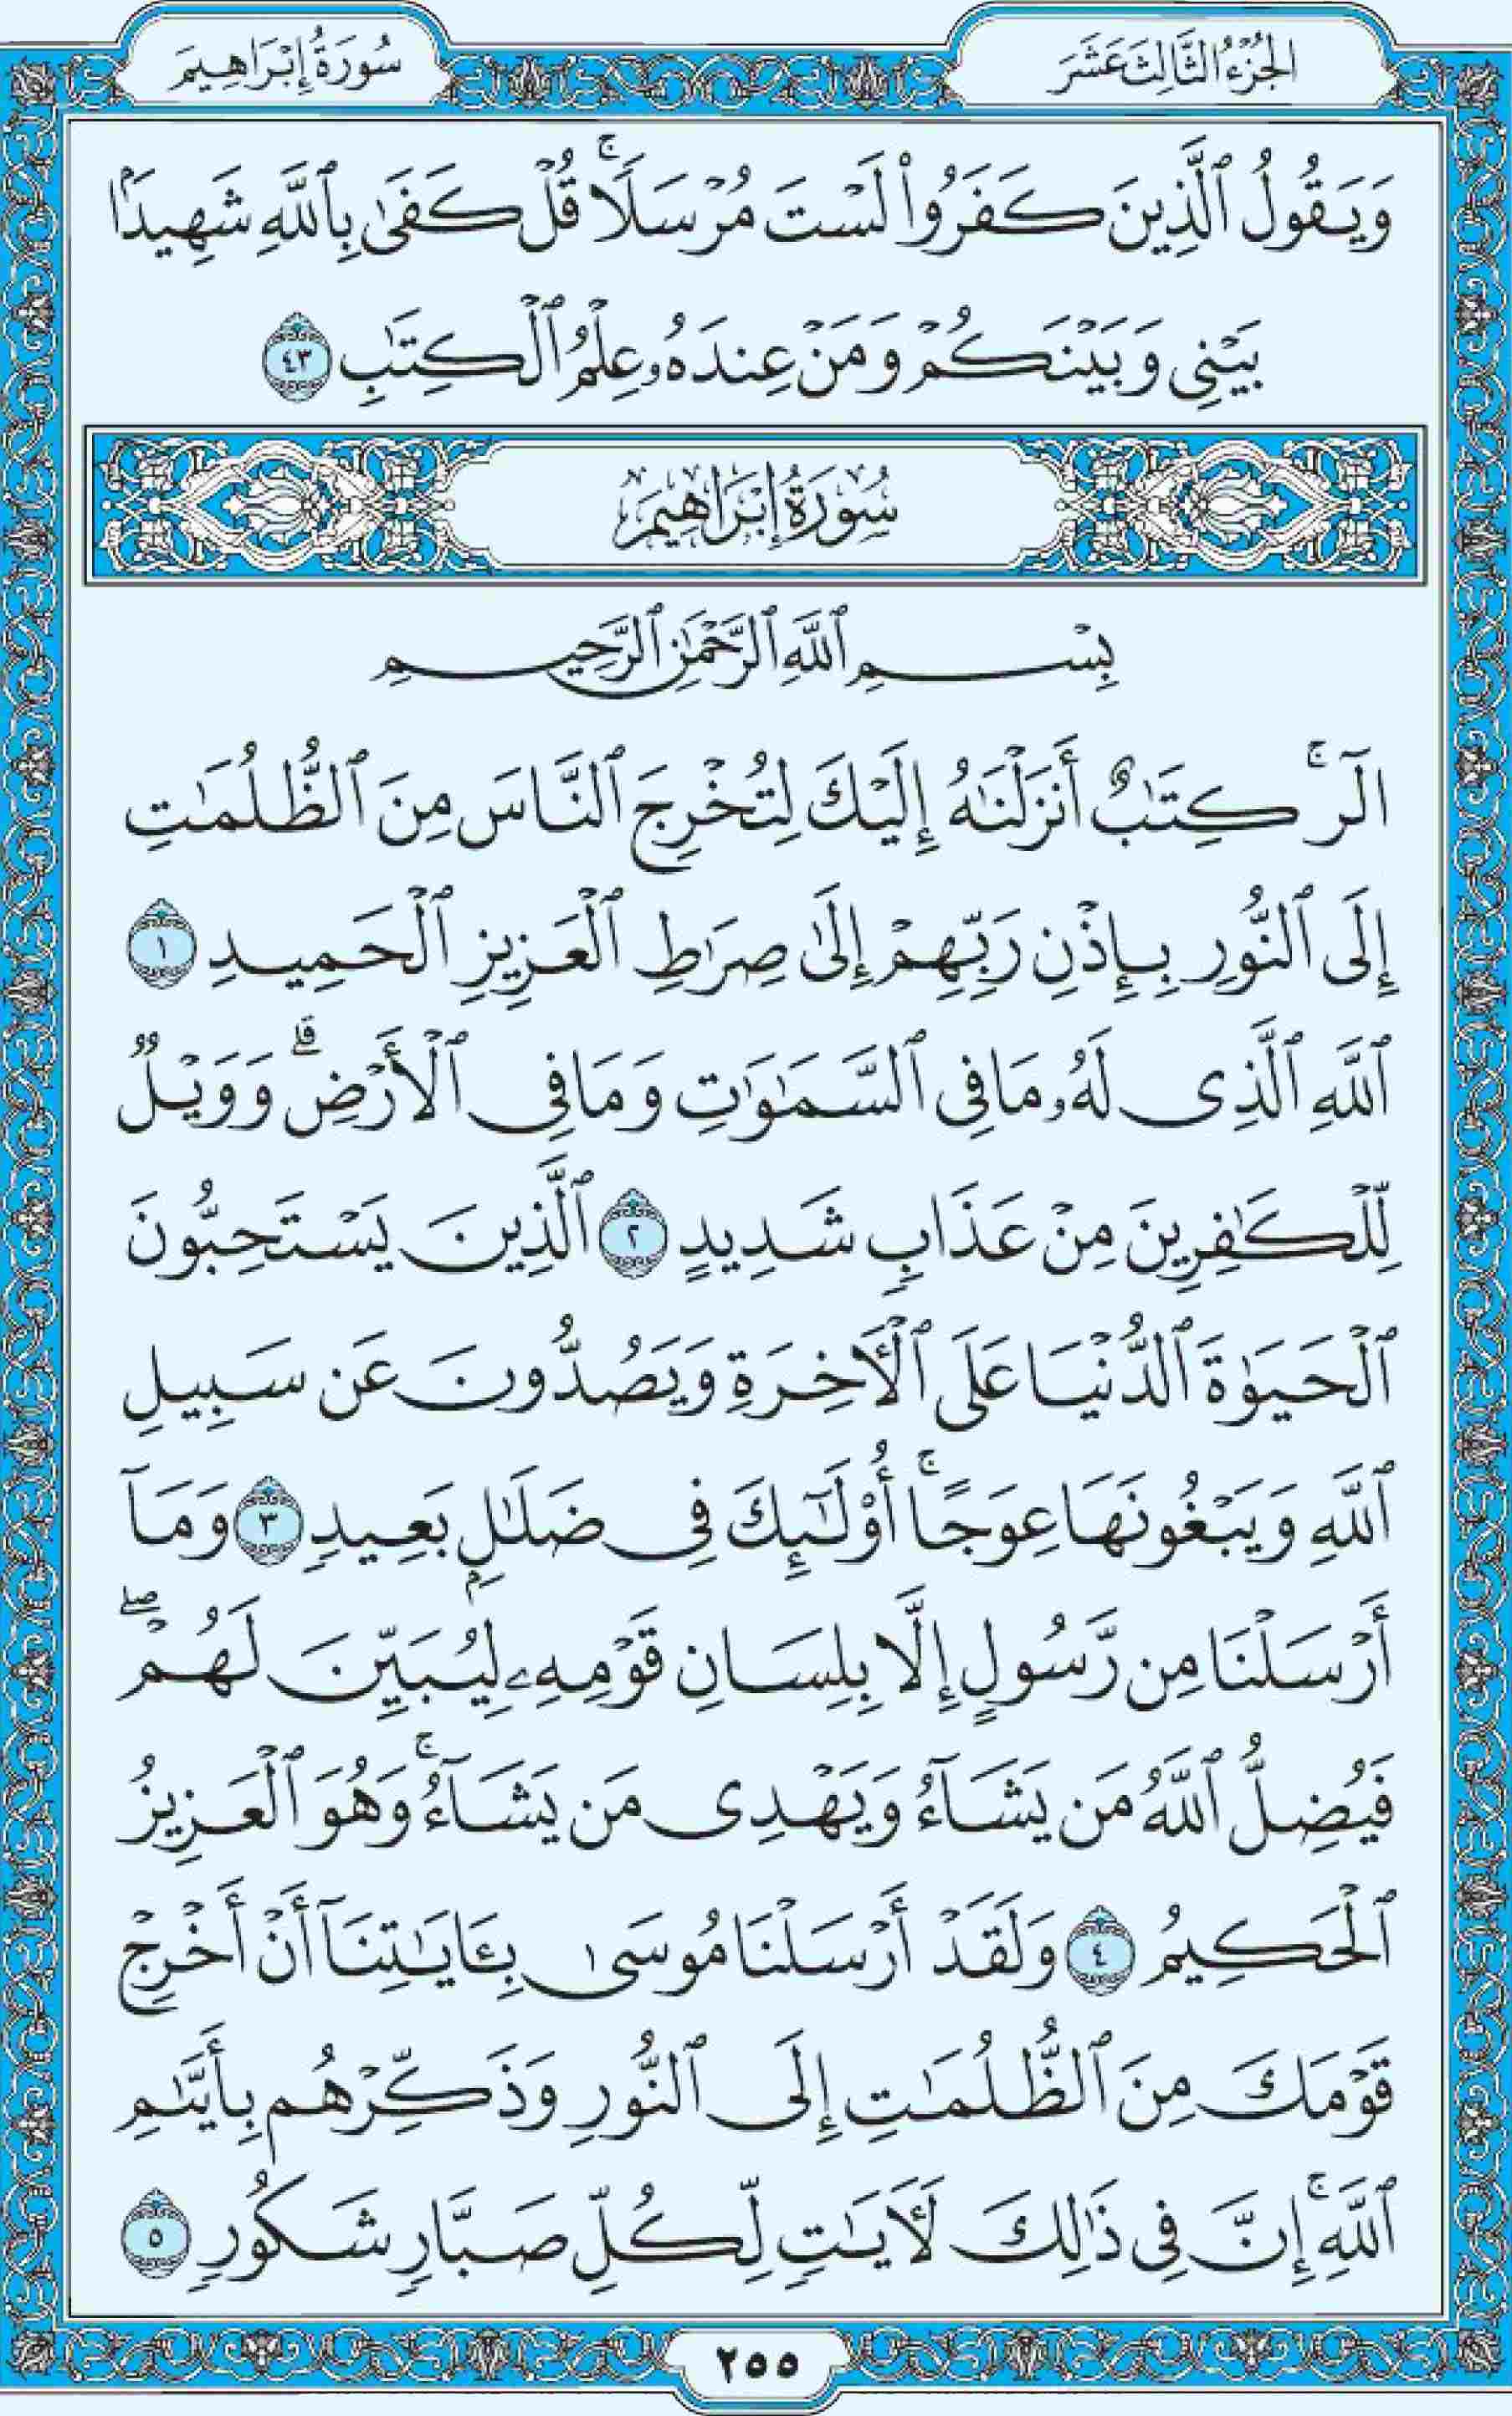 الجُزْءُ الثَّالِثَ عَشَرَ
سُورَةُ إِبْرَاهِيمَ
وَيَقُولُ ٱلَّذِينَ كَفَرُوا۟ لَسْتَ مُرْسَلًۭا ۚ قُلْ كَفَىٰ بِٱللَّهِ شَهِيدًۢا
بَيْنِى وَبَيْنَكُمْ وَمَنْ عِندَهُۥ عِلْمُ ٱلْكِتَٰبِ ٤٣
سُورَةُ إِبْرَاهِيمَ
بِسْمِ ٱللَّهِ ٱلرَّحْمَٰنِ ٱلرَّحِيمِ
الٓر ۚ كِتَٰبٌ أَنزَلْنَٰهُ إِلَيْكَ لِتُخْرِجَ ٱلنَّاسَ مِنَ ٱلظُّلُمَٰتِ
إِلَى ٱلنُّورِ بِإِذْنِ رَبِّهِمْ إِلَىٰ صِرَٰطِ ٱلْعَزِيزِ ٱلْحَمِيدِ ١
ٱللَّهِ ٱلَّذِى لَهُۥ مَا فِى ٱلسَّمَٰوَٰتِ وَمَا فِى ٱلْأَرْضِ ۗ وَوَيْلٌۭ
لِّلْكَٰفِرِينَ مِنْ عَذَابٍۢ شَدِيدٍ ٢ ٱلَّذِينَ يَسْتَحِبُّونَ
ٱلْحَيَوٰةَ ٱلدُّنْيَا عَلَى ٱلْـَٔاخِرَةِ وَيَصُدُّونَ عَن سَبِيلِ
ٱللَّهِ وَيَبْغُونَهَا عِوَجًا ۚ أُو۟لَٰٓئِكَ فِى ضَلَٰلٍۭ بَعِيدٍۢ ٣ وَمَآ
أَرْسَلْنَا مِن رَّسُولٍ إِلَّا بِلِسَانِ قَوْمِهِۦ لِيُبَيِّنَ لَهُمْ ۖ
فَيُضِلُّ ٱللَّهُ مَن يَشَآءُ وَيَهْدِى مَن يَشَآءُ ۚ وَهُوَ ٱلْعَزِيزُ
ٱلْحَكِيمُ ٤ وَلَقَدْ أَرْسَلْنَا مُوسَىٰ بِـَٔايَٰتِنَآ أَنْ أَخْرِجْ
قَوْمَكَ مِنَ ٱلظُّلُمَٰتِ إِلَى ٱلنُّورِ وَذَكِّرْهُم بِأَيَّىٰمِ
ٱللَّهِ ۚ إِنَّ فِى ذَٰلِكَ لَـَٔايَٰتٍۢ لِّكُلِّ صَبَّارٍۢ شَكُورٍۢ ٥
٢٥٥